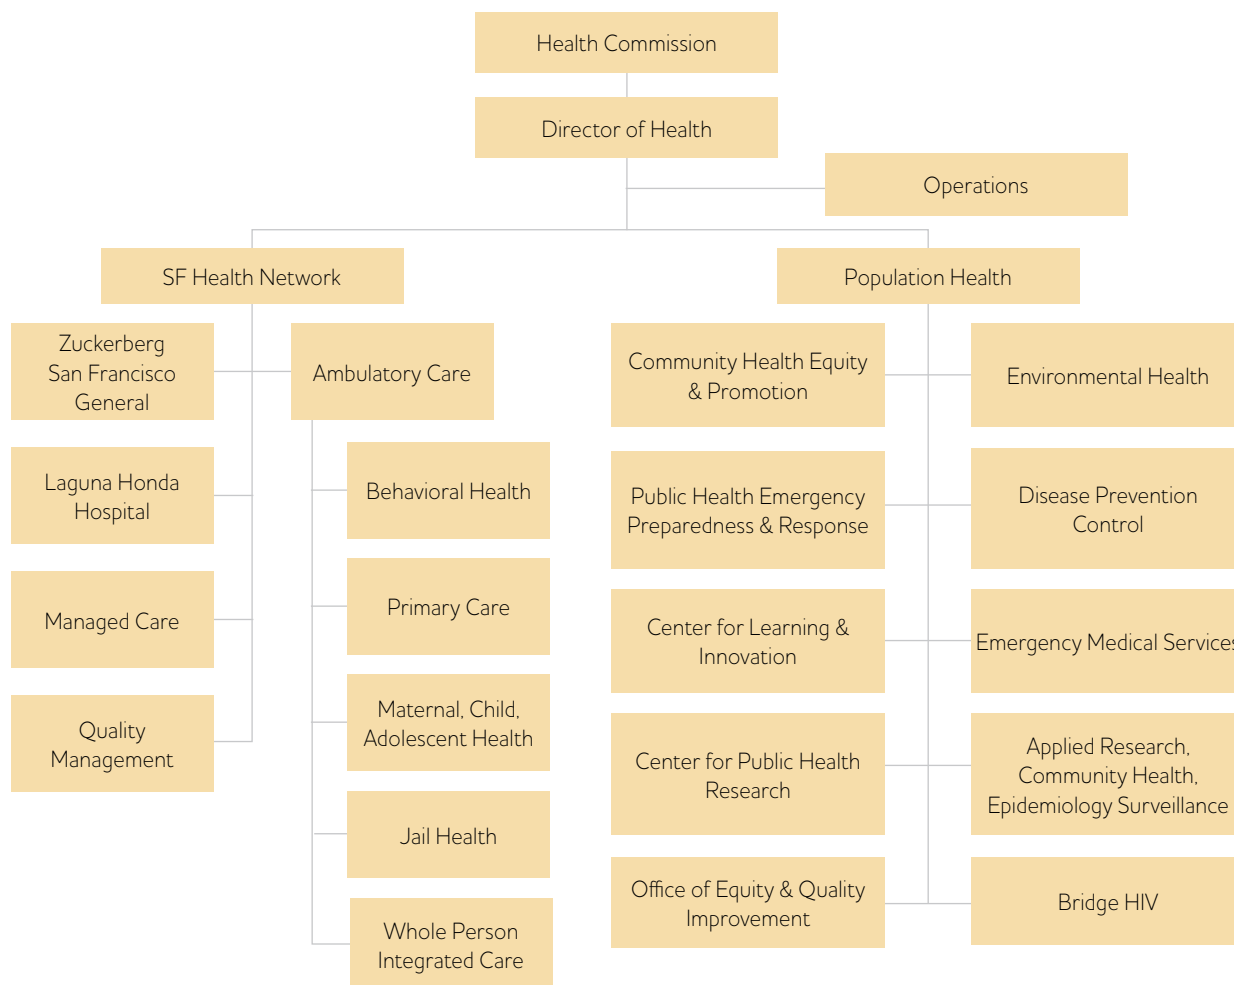 Health Commission
Director of Health
Operations
SF Health Network
Population Health
Zuckerberg
San Francisco
General
Ambulatory Care
Laguna Honda
Hospital
Behavioral Health
Managed Care
Primary Care
Quality
Management
Maternal, Child,
Adolescent Health
Jail Health
Whole Person
Integrated Care
Community Health Equity
& Promotion
Environmental Health
Public Health Emergency
Preparedness & Response
Disease Prevention
Control
Center for Learning &
Innovation
Emergency Medical Services
Center for Public Health
Research
Applied Research,
Community Health,
Epidemiology Surveillance
Office of Equity & Quality
Improvement
Bridge HIV